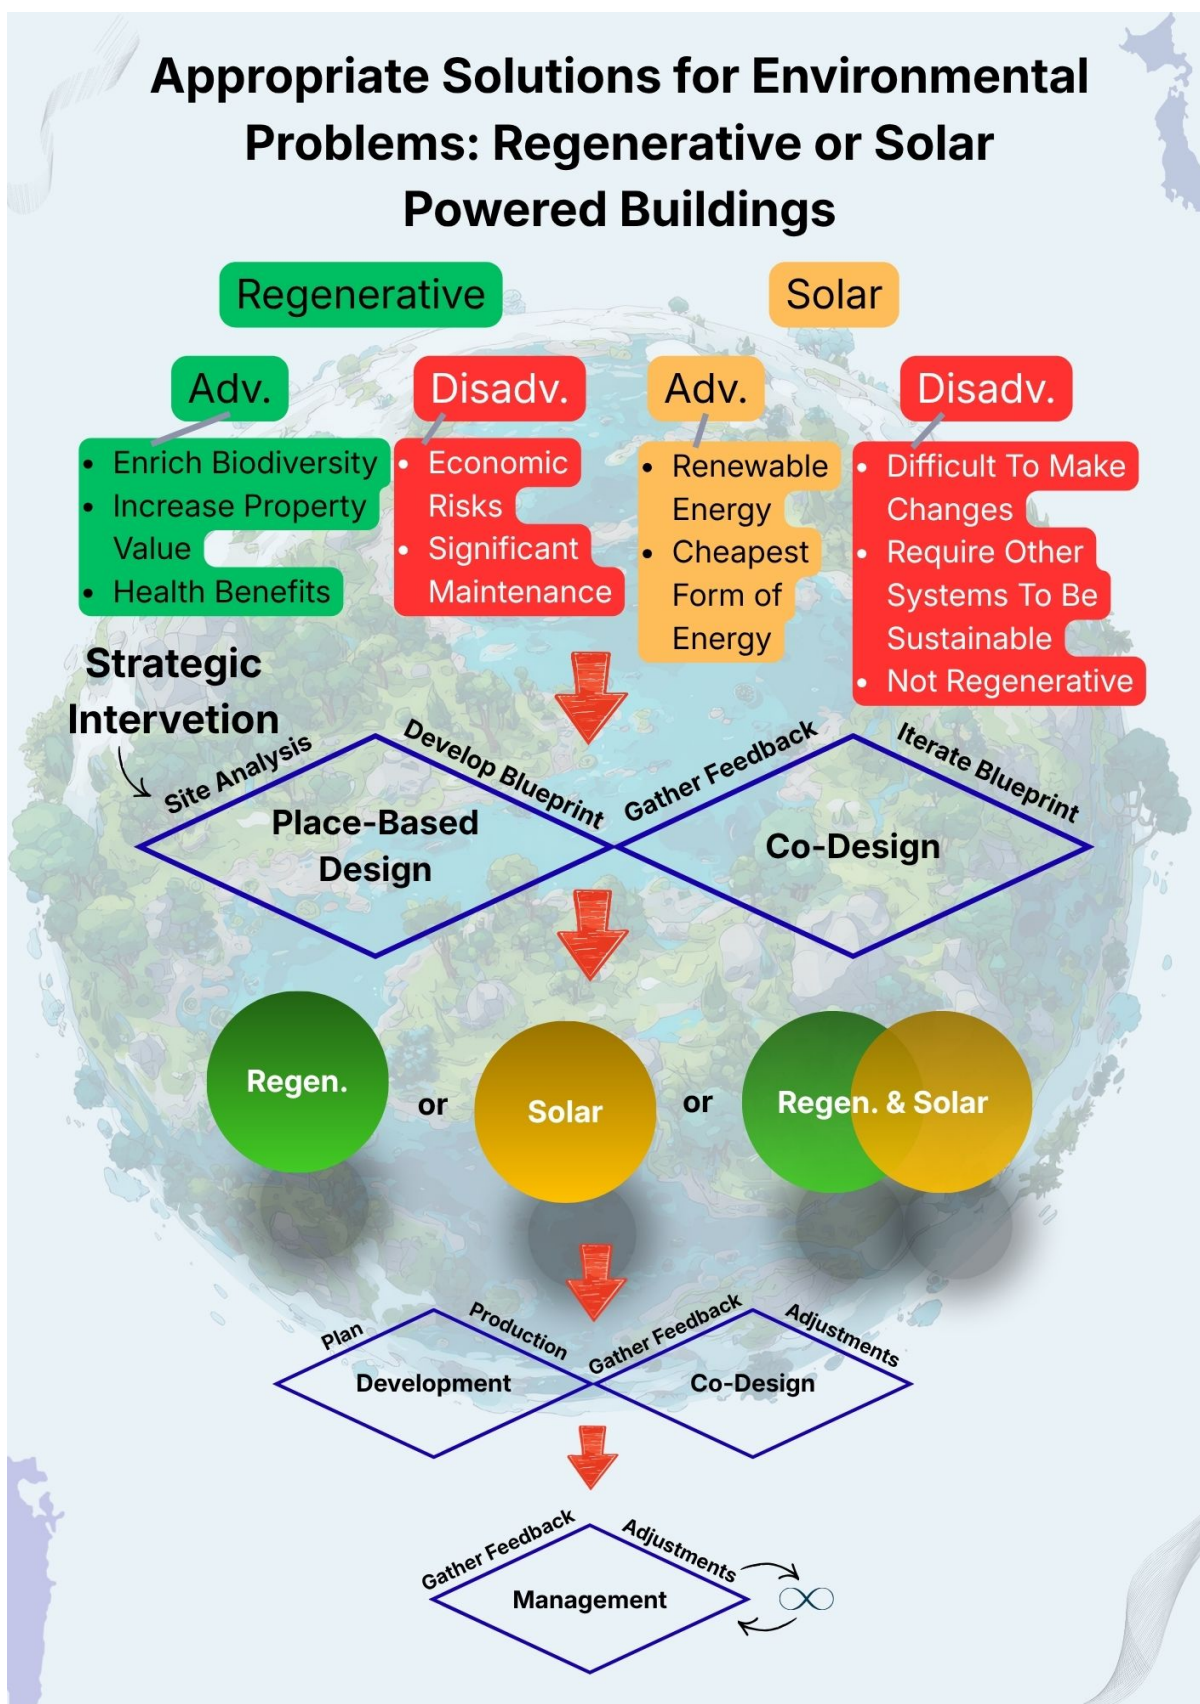 Appropriate Solutions for Environmental
Problems: Regenerative or Solar
Powered Buildings
Regenerative
Solar
Adv.
Disadv.
Adv.
Disadv.
• Enrich Biodiversity
• Increase Property
Value
• Health Benefits
• Economic
Risks
• Significant
Maintenance
• Renewable
Energy
• Cheapest
Form of
Energy
• Difficult To Make
Changes
• Require Other
Systems To Be
Sustainable
• Not Regenerative
Strategic
Intervetion
Site Analysis
Develop Blueprint
Gather Feedback
Iterate Blueprint
Place-Based
Design
Co-Design
Regen.
or
Solar
or
Regen. & Solar
Plan
Production
Gather Feedback
Adjustments
Development
Co-Design
Gather Feedback
Adjustments
Management